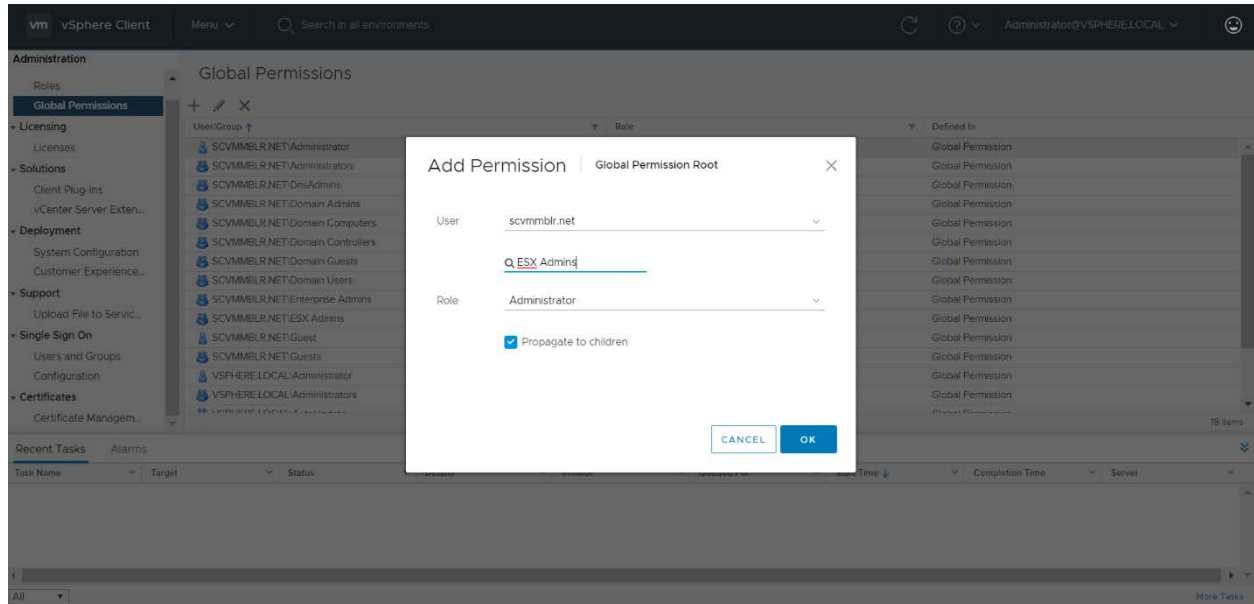 vm vSphere Client Menu Search in all environments Administrator@VSPHERE.LOCAL
Administration
Roles
Global Permissions
Licensing
Licenses
Solutions
Client Plug-Ins
vCenter Server Exten...
Deployment
System Configuration
Customer Experience...
Support
Upload File to Servic...
Single Sign On
Users and Groups
Configuration
Certificates
Certificate Managem...
Global Permissions
User/Group Role Defined In
SCVMMBLR.NET\Administrator Global Permission
SCVMMBLR.NET\Administrators Global Permission
SCVMMBLR.NET\DnsAdmins Global Permission
SCVMMBLR.NET\Domain Admins Global Permission
SCVMMBLR.NET\Domain Computers Global Permission
SCVMMBLR.NET\Domain Controllers Global Permission
SCVMMBLR.NET\Domain Guests Global Permission
SCVMMBLR.NET\Domain Users Global Permission
SCVMMBLR.NET\Enterprise Admins Global Permission
SCVMMBLR.NET\ESX Admins Global Permission
SCVMMBLR.NET\Guest Global Permission
SCVMMBLR.NET\Guests Global Permission
VSPHERE.LOCAL\Administrator Global Permission
VSPHERE.LOCAL\Administrators Global Permission
18 items
Add Permission Global Permission Root
User scvmmblr.net
ESX Admins
Role Administrator
Propagate to children
CANCEL OK
Recent Tasks Alarms
Task Name Target Status Time Completion Time Server
All More Tasks